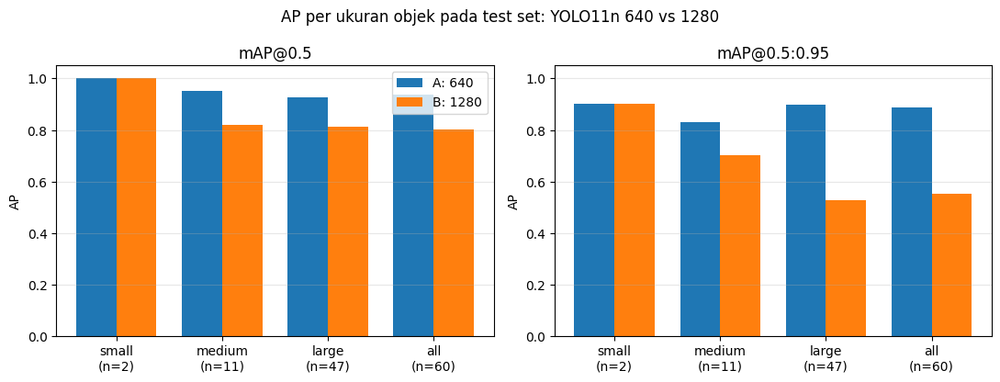 AP per ukuran objek pada test set: YOLO11n 640 vs 1280
mAP@0.5
AP
1.0
0.8
0.6
0.4
0.2
0.0
A: 640
B: 1280
small
(n=2)
medium
(n=11)
large
(n=47)
all
(n=60)
mAP@0.5:0.95
AP
1.0
0.8
0.6
0.4
0.2
0.0
small
(n=2)
medium
(n=11)
large
(n=47)
all
(n=60)